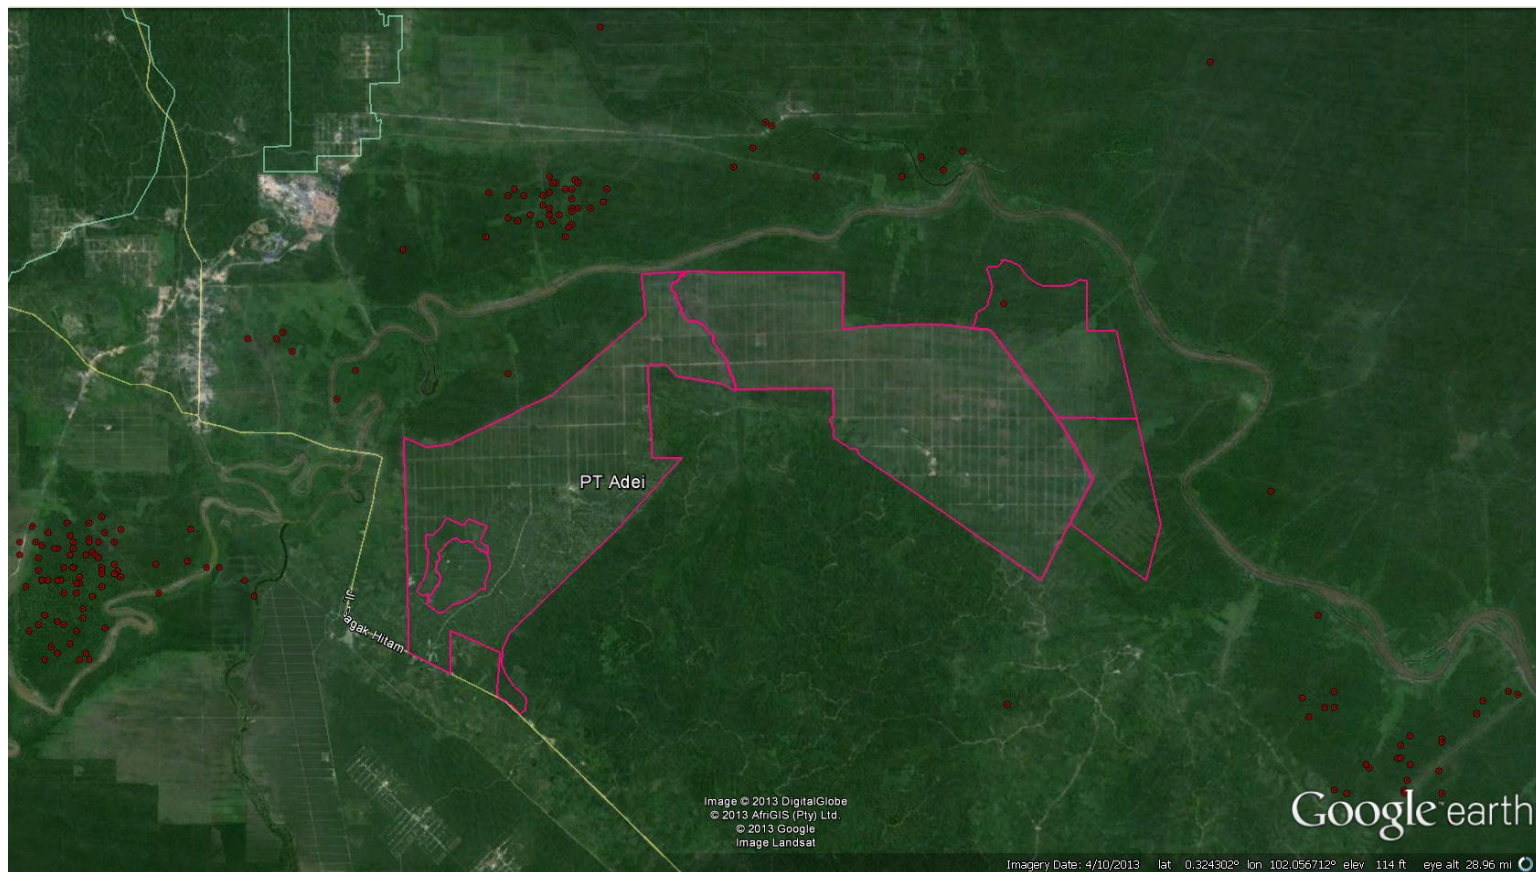 PT Adei
Jl. Lagak Hitam
Image © 2013 DigitalGlobe
© 2013 AfriGIS (Pty) Ltd.
© 2013 Google
Image Landsat
Google earth
Imagery Date: 4/10/2013 lat 0.324302° lon 102.056712° elev 114 ft eye alt 28.96 mi